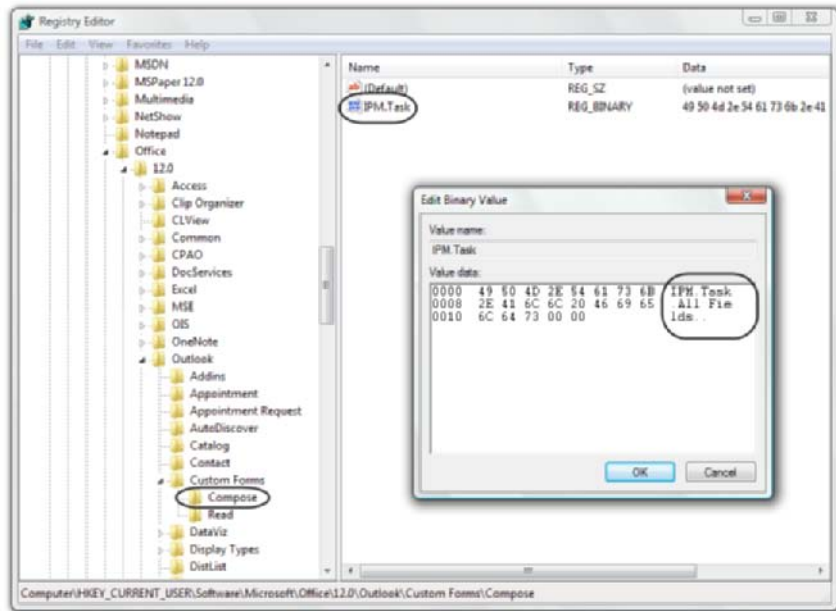 Registry Editor
File Edit View Favorites Help
MSDN
MSPaper 12.0
Multimedia
NetShow
Notepad
Office
12.0
Access
Clip Organizer
CLView
Common
CPAO
DocServices
Excel
MSE
OIS
OneNote
Outlook
Addins
Appointment
Appointment Request
AutoDiscover
Catalog
Contact
Custom Forms
Compose
Read
DataViz
Display Types
DistList
Name Type Data
ab (Default) REG_SZ (value not set)
IPM.Task REG_BINARY 49 50 4d 2e 54 61 73 6b 2e 41
Edit Binary Value
Value name:
IPM.Task
Value data:
0000 49 50 4D 2E 54 61 73 6B IPM.Task
0008 2E 41 6C 6C 20 46 69 65 .All Fie
0010 6C 64 73 00 00 lds..
OK Cancel
Computer\HKEY_CURRENT_USER\Software\Microsoft\Office\12.0\Outlook\Custom Forms\Compose